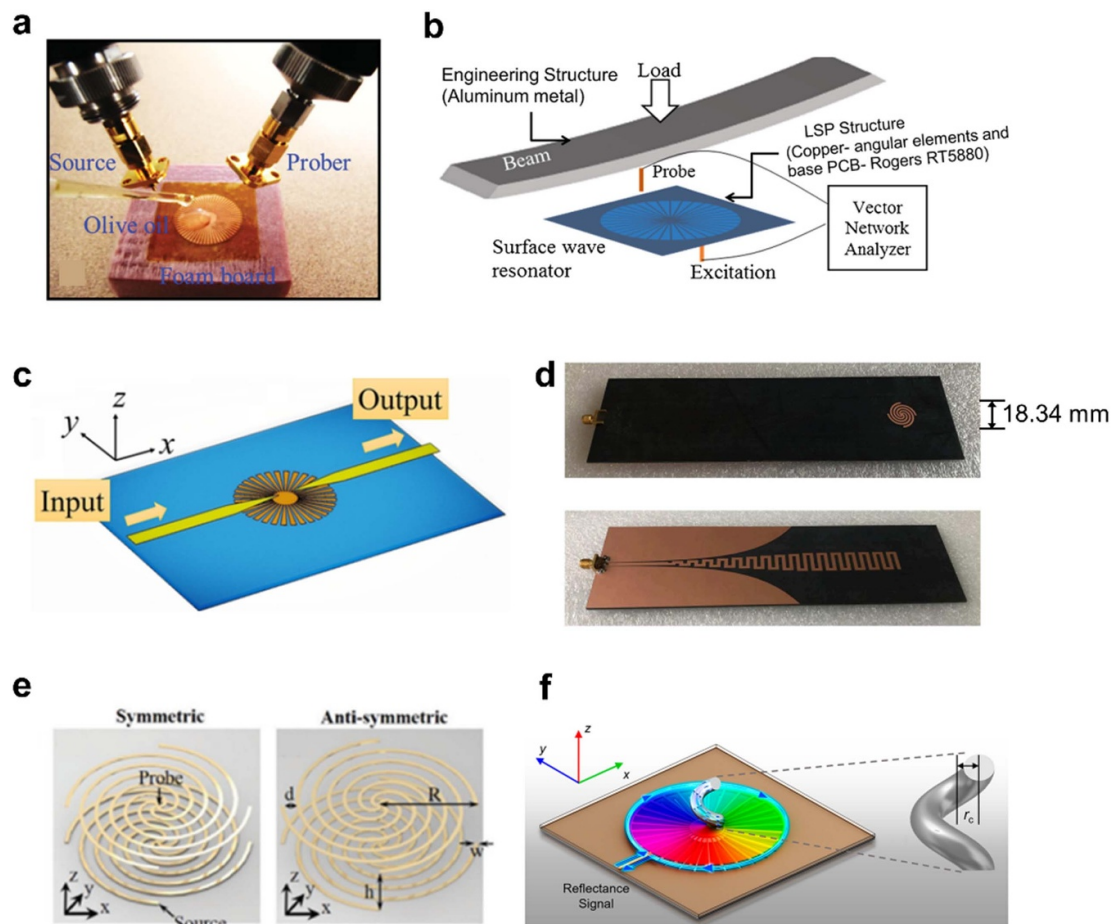 a
Source
Prober
Olive oil
Foam board
b
Engineering Structure
(Aluminum metal)
Load
Beam
Probe
LSP Structure
(Copper- angular elements and
base PCB- Rogers RT5880)
Surface wave
resonator
Excitation
Vector
Network
Analyzer
c
z
y
x
Input
Output
d
18.34 mm
e
Symmetric
Probe
z
y
x
Source
Anti-symmetric
d
R
w
h
z
y
x
f
z
y
x
Reflectance
Signal
rc